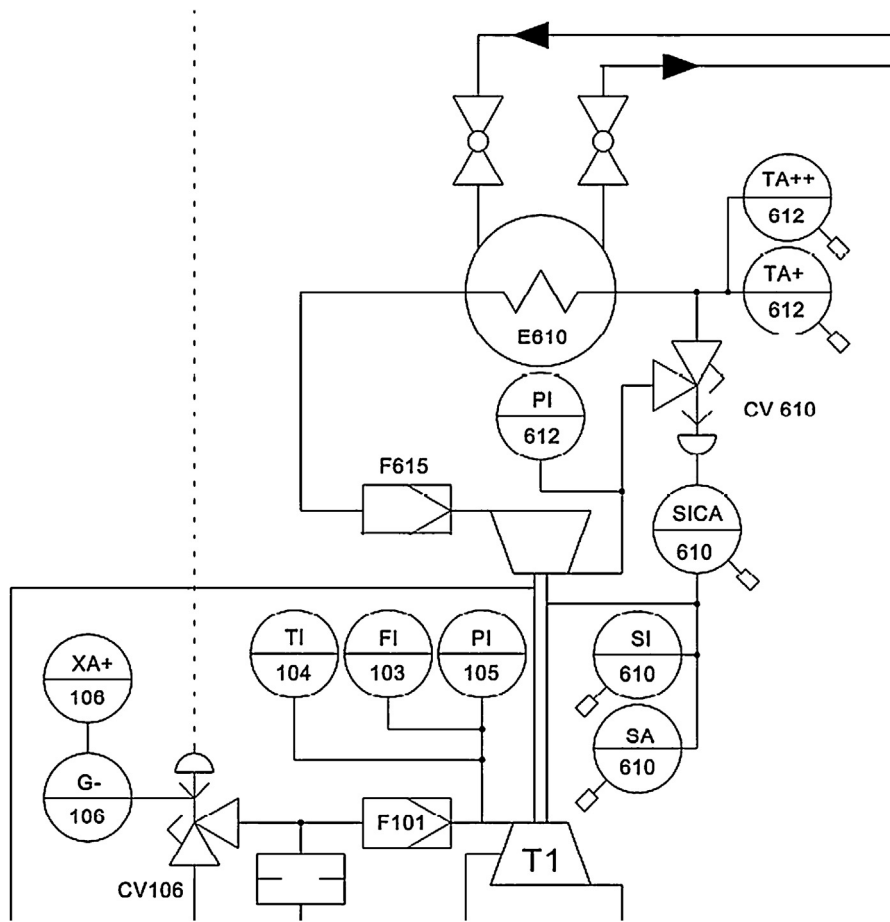 TA++
612
TA+
612
E610
PI
612
CV 610
F615
SICA
610
TI
104
FI
103
PI
105
SI
610
XA+
106
SA
610
G-
106
F101
T1
CV106